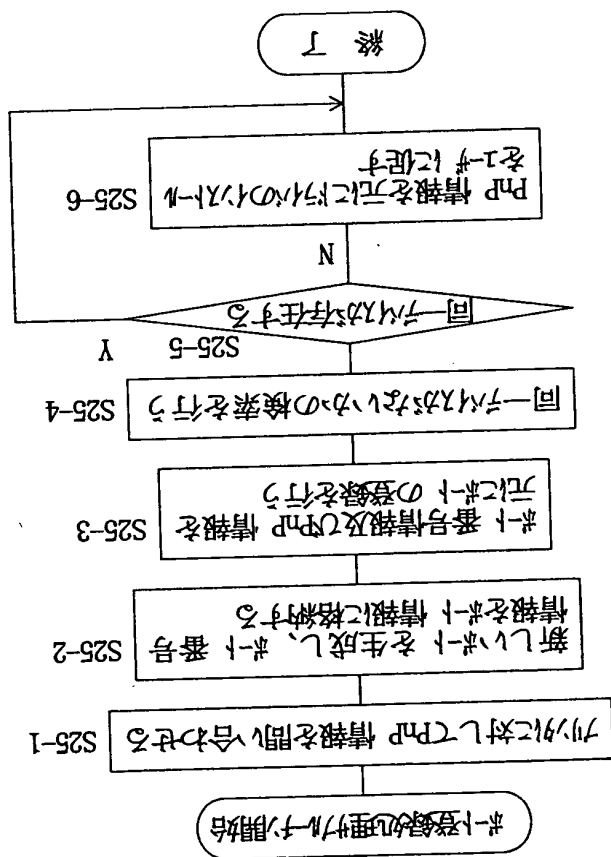 ポート登録処理サブルーチン開始
プリンタに対してPnP 情報を問い合わせる
S25-1
新しいポートを生成し、ポート番号
情報をポート情報に格納する
S25-2
ポート番号情報及びPnP 情報を
元にポートの登録を行う
S25-3
同一デバイスがないかの検索を行う
S25-4
同一デバイスが存在する
S25-5
Y
N
PnP 情報を元にドライバのインストール
をユーザに促す
S25-6
終 了